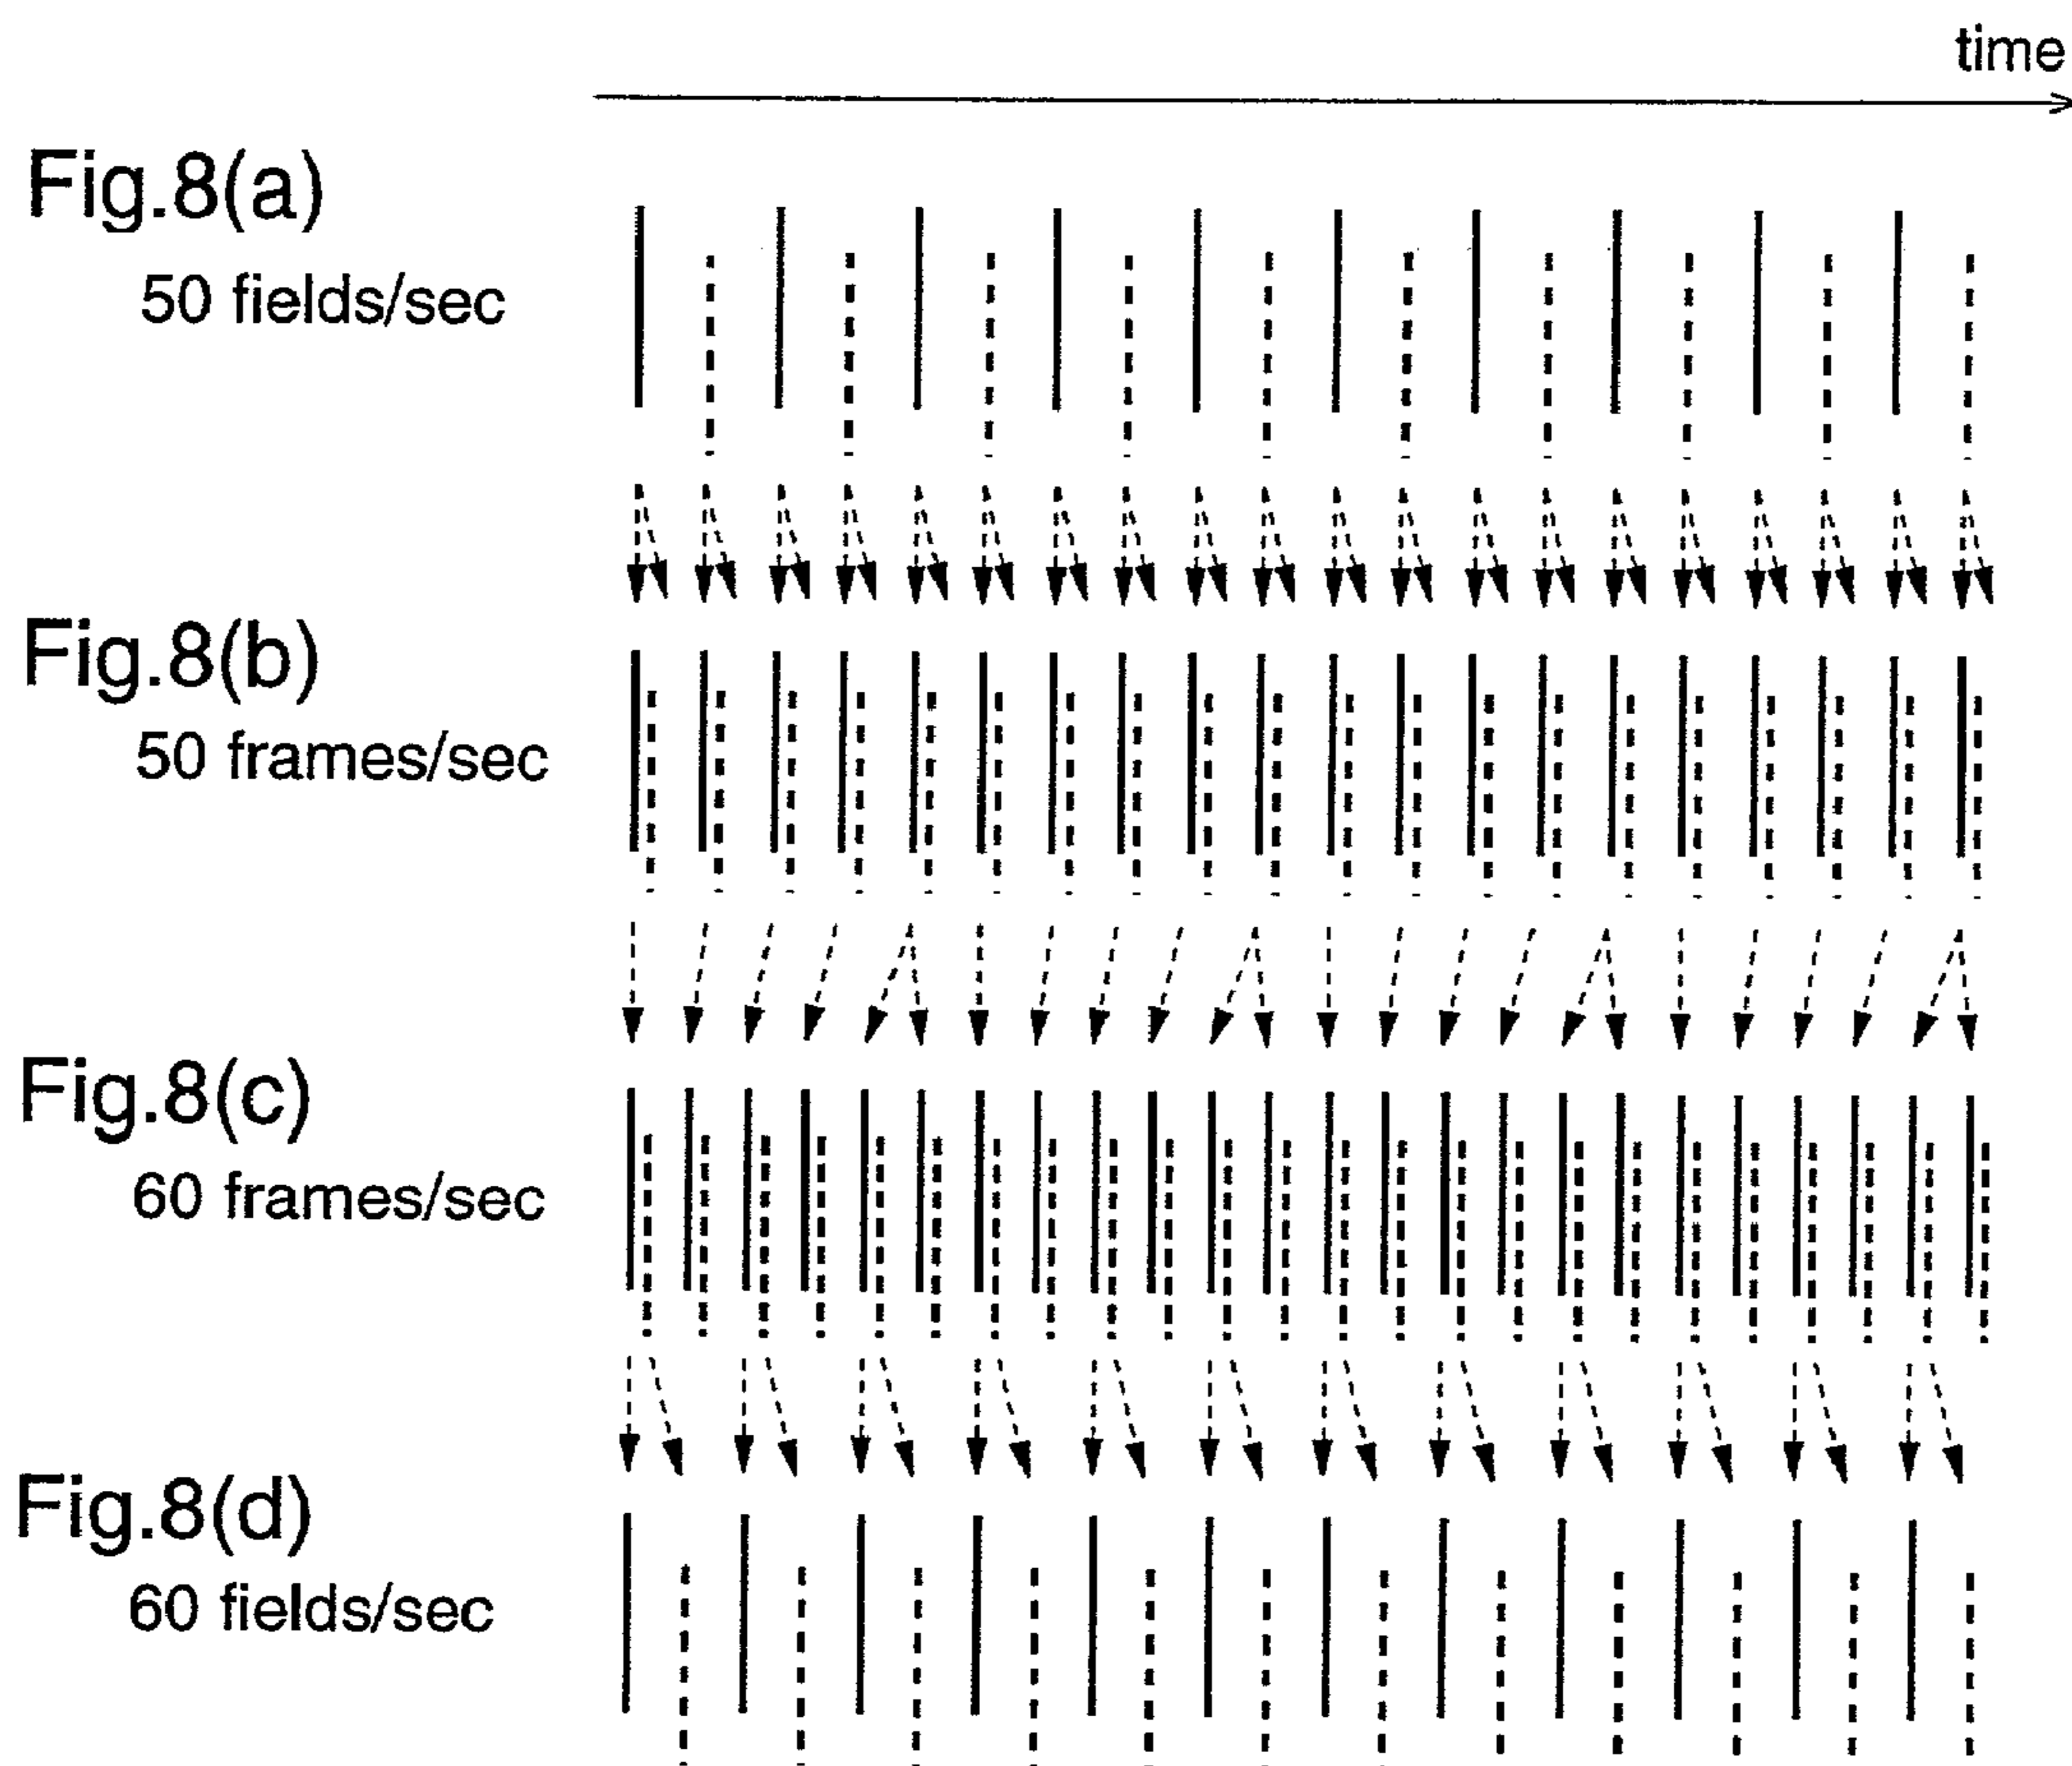 time
Fig.8(a)
50 fields/sec
Fig.8(b)
50 frames/sec
Fig.8(c)
60 frames/sec
Fig.8(d)
60 fields/sec